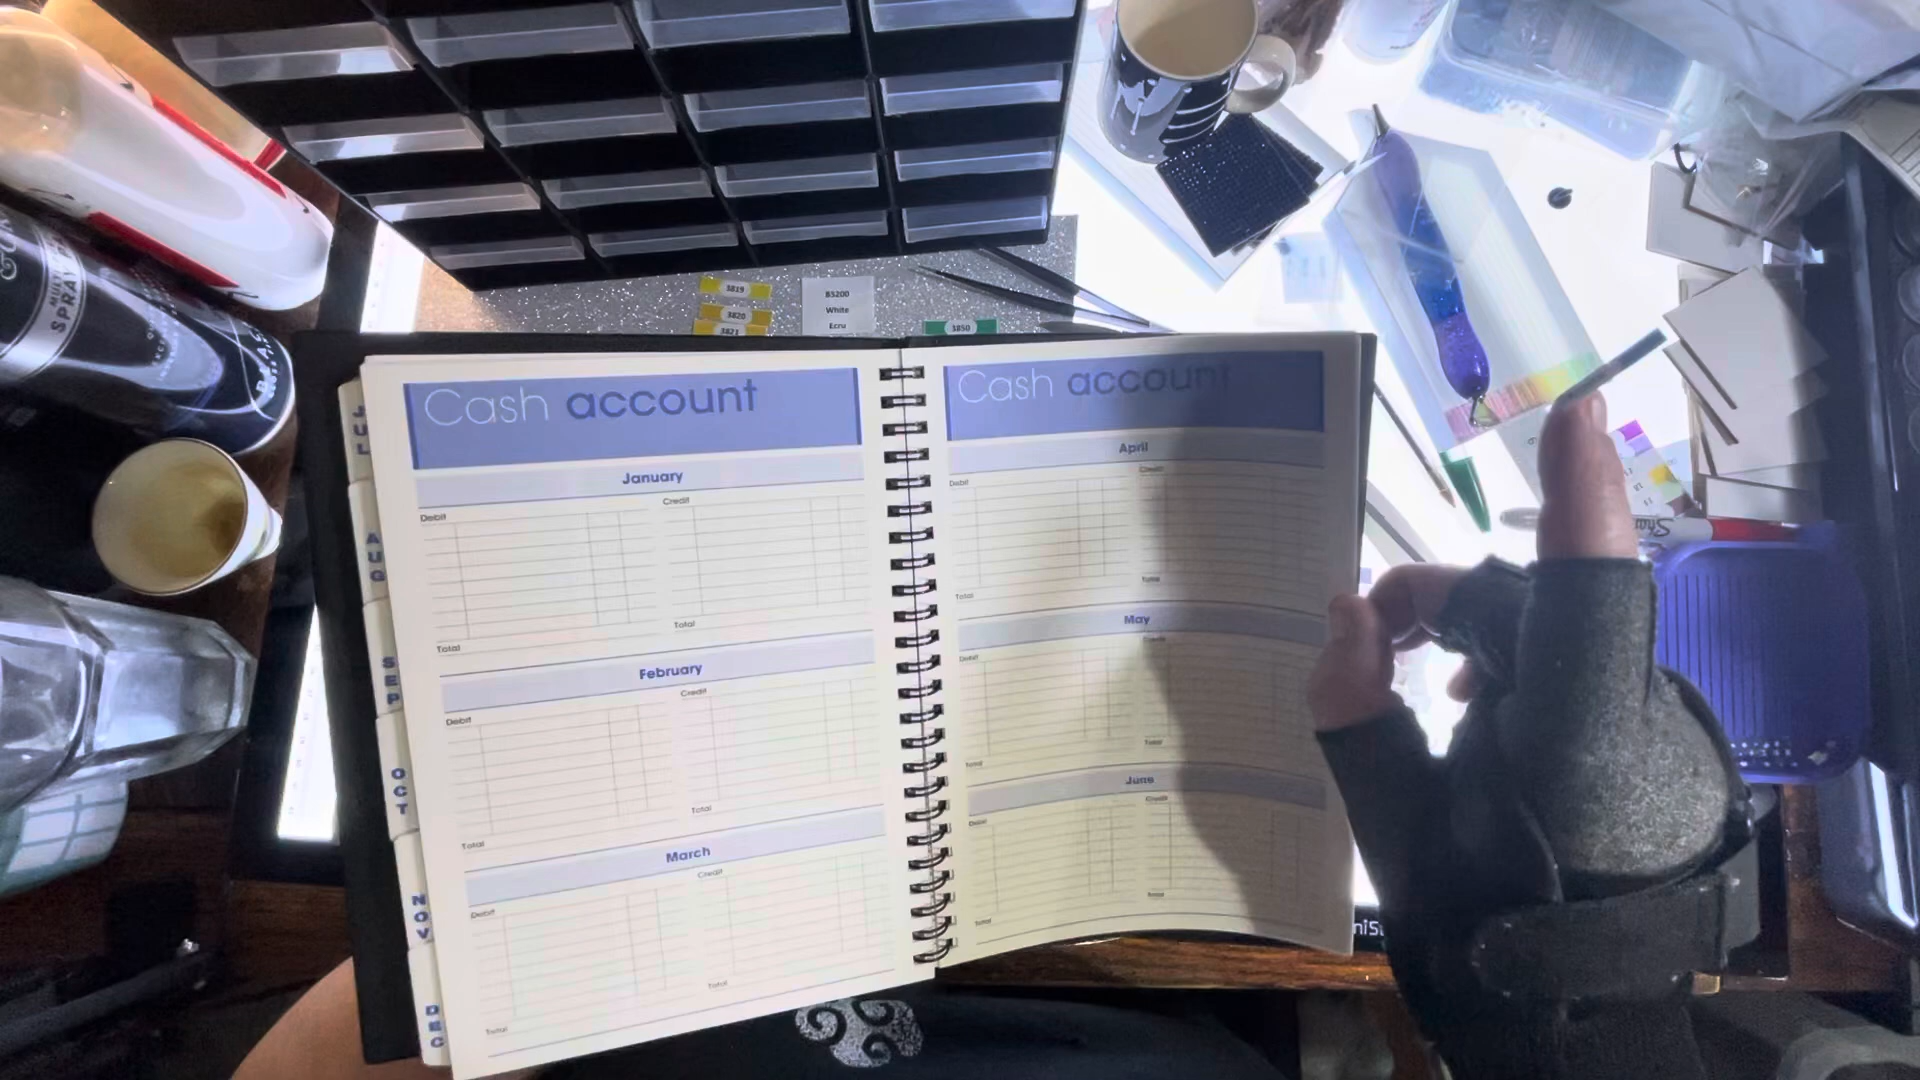 3819
3820
3821
B5200
White
Ecru
3850
SPRAY
Shar
JUL
AUG
SEP
OCT
NOV
DEC
Cash account
January
Debit
Credit
Total
Total
February
Debit
Credit
Total
Total
March
Debit
Credit
Total
Total
Cash account
April
Debit
Credit
Total
Total
May
Debit
Credit
Total
Total
June
Debit
Credit
Total
Total